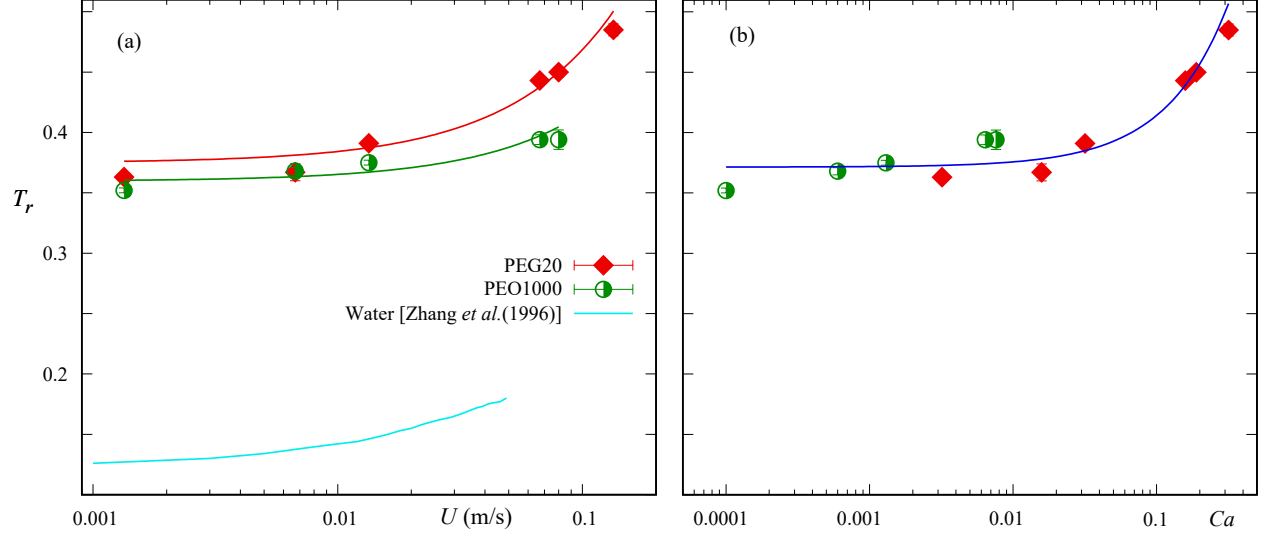 (a)
(b)
0.4
T_r
0.3
PEG20
PEO1000
Water [Zhang et al.(1996)]
0.2
0.001
0.01
U (m/s)
0.1
0.0001
0.001
0.01
0.1
Ca